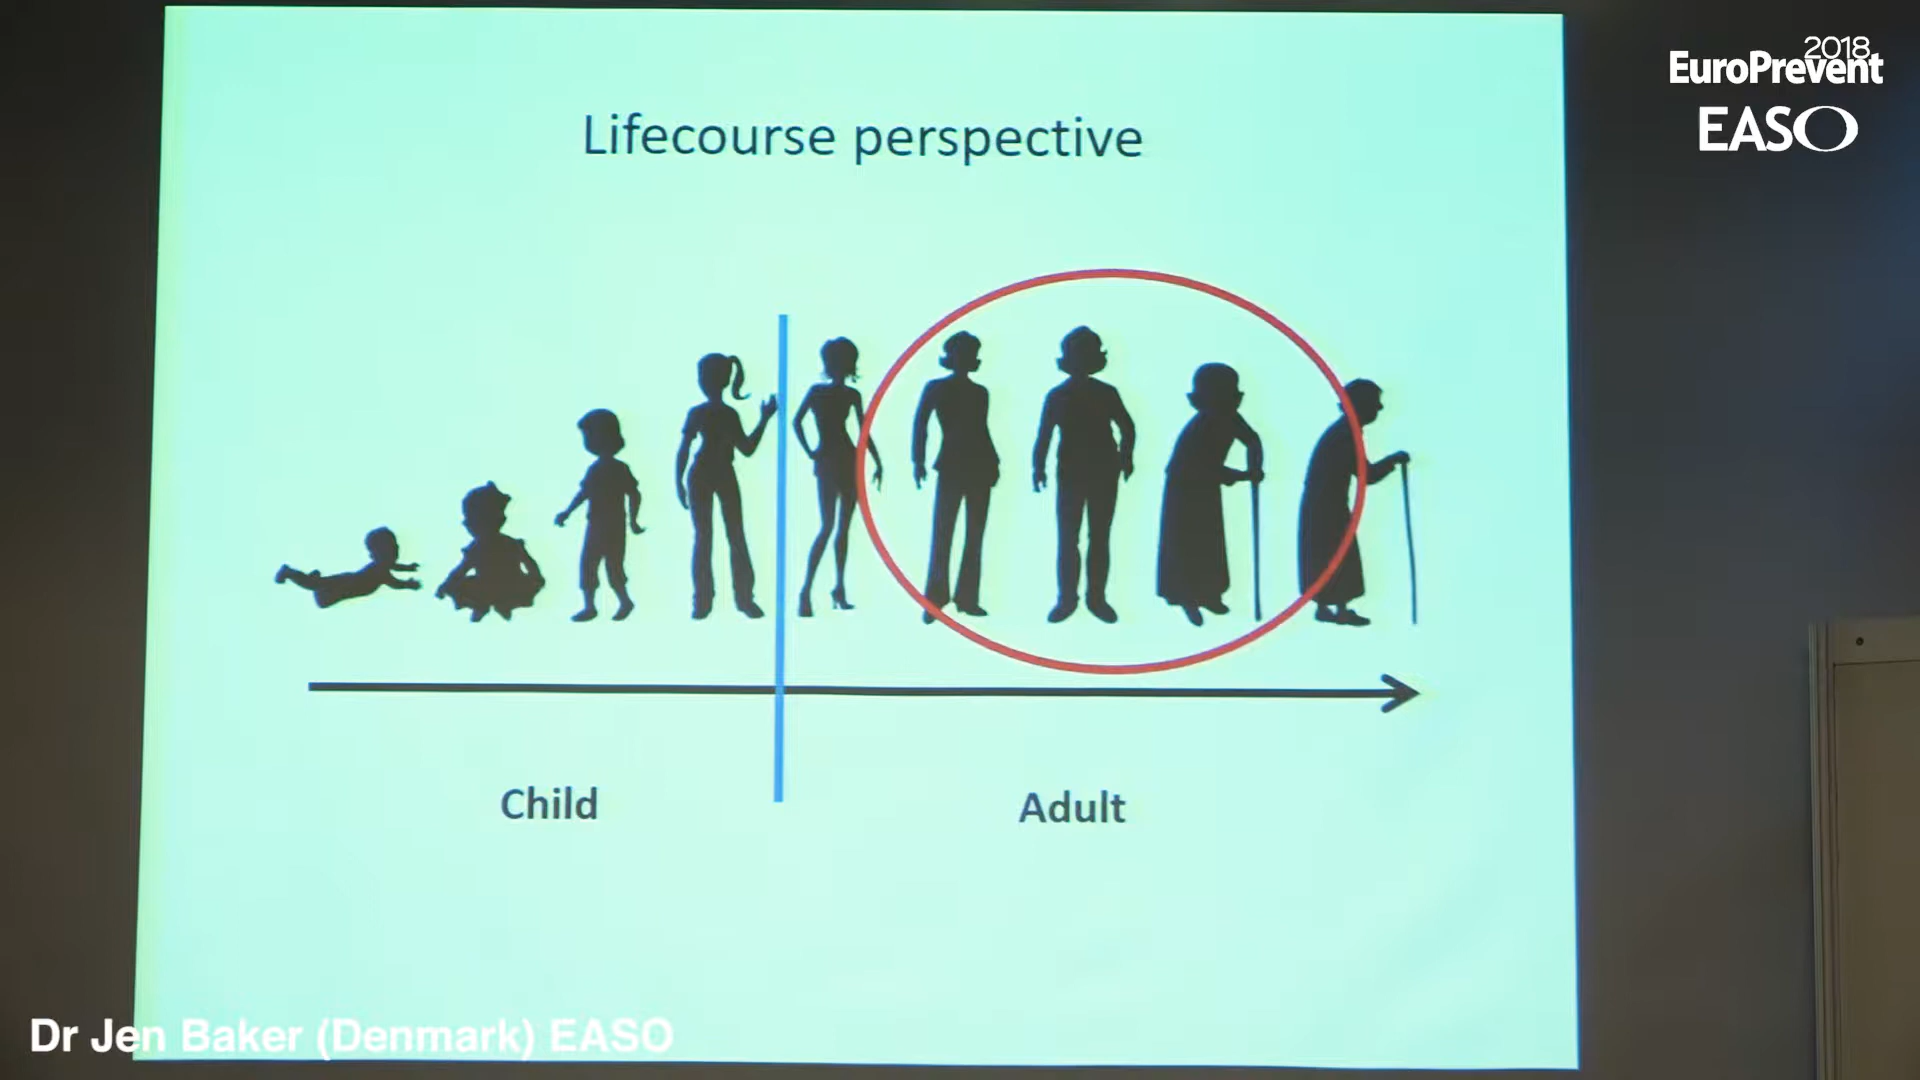 2018
EuroPrevent
EASO
Lifecourse perspective
Child
Adult
Dr Jen Baker (Denmark) EASO